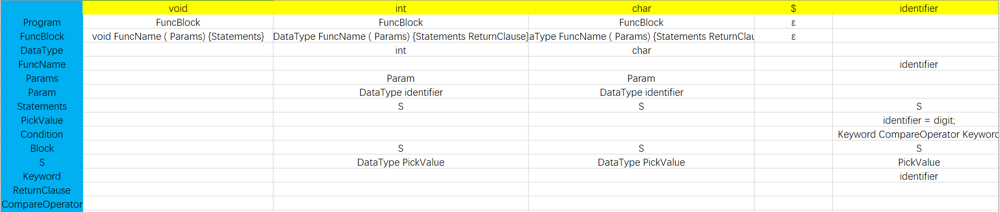 void int char $ identifier
Program FuncBlock FuncBlock FuncBlock ε
FuncBlock void FuncName ( Params) {Statements} DataType FuncName ( Params) {Statements ReturnClause} aType FuncName ( Params) {Statements ReturnClau ε
DataType int char
FuncName identifier
Params Param Param
Param DataType identifier DataType identifier
Statements S S S
PickValue identifier = digit;
Condition Keyword CompareOperator Keyword
Block S S S
S DataType PickValue DataType PickValue PickValue
Keyword identifier
ReturnClause
CompareOperator